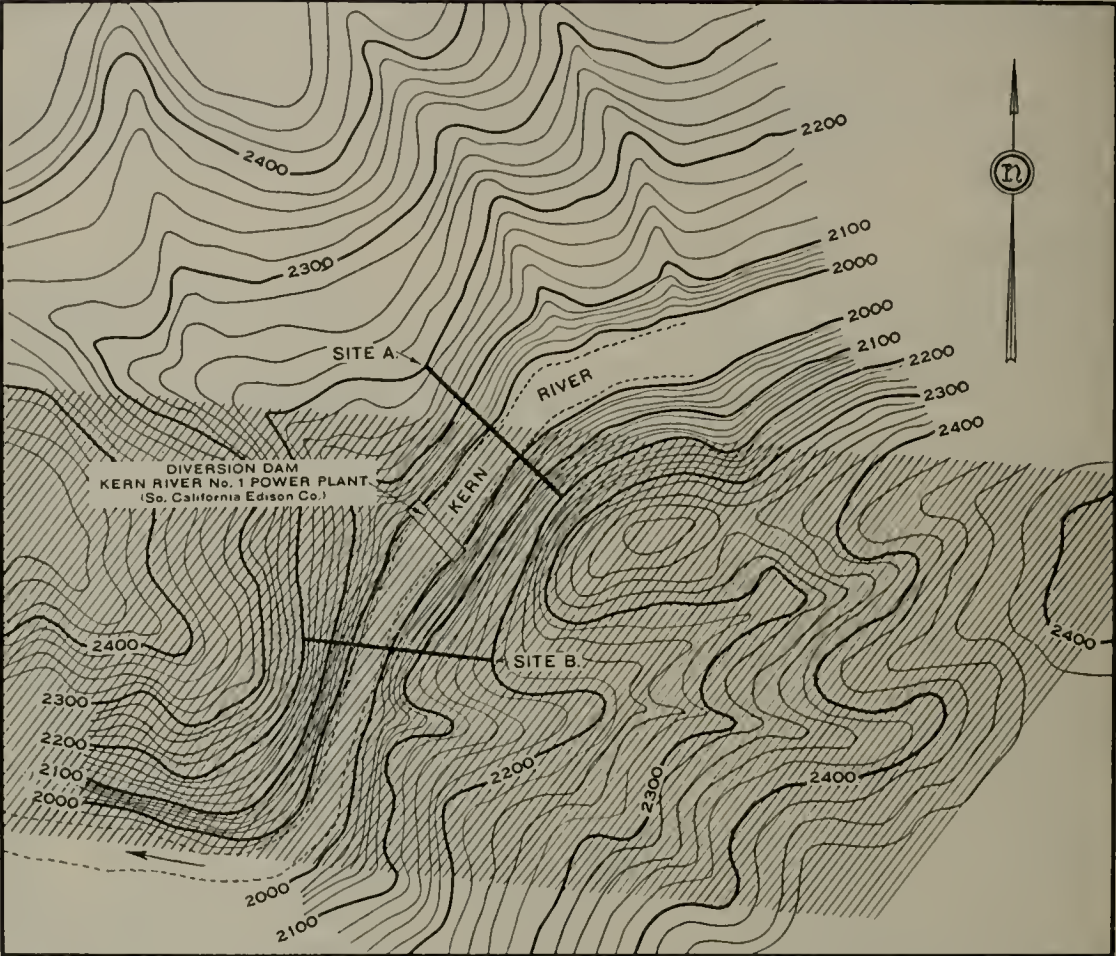 2400
2200
2300
2100
2000
2000
2100
2200
2300
2400
SITE A.
RIVER
KERN
DIVERSION DAM
KERN RIVER No. 1 POWER PLANT
(So. California Edison Co.)
n
2400
2400
SITE B.
2300
2200
2100
2000
2200
2300
2400
2000
2100